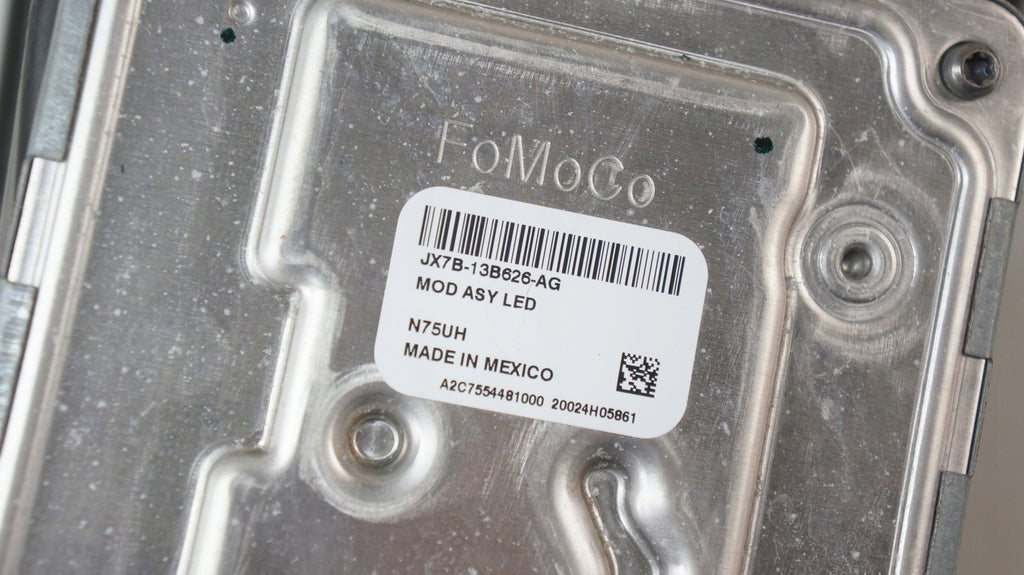 FoMoCo
JX7B-13B626-AG
MOD ASY LED
N75UH
MADE IN MEXICO
A2C7554481000 20024H05861